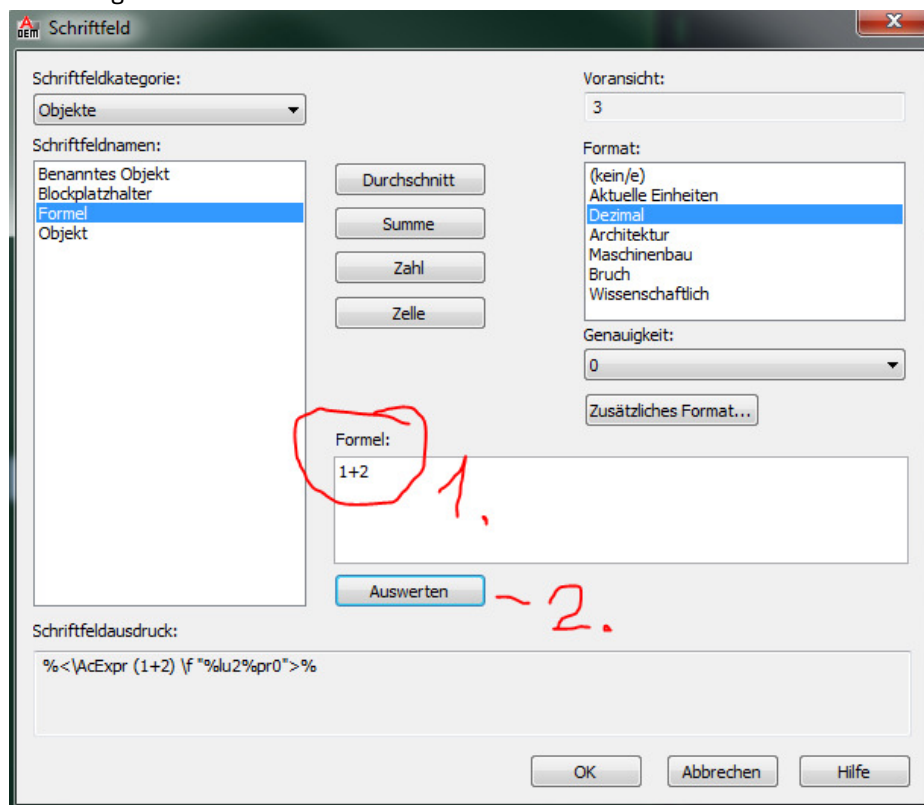 A
DEM
Schriftfeld
Schriftfeldkategorie:
Objekte
Schriftfeldnamen:
Benanntes Objekt
Blockplatzhalter
Formel
Objekt
Durchschnitt
Summe
Zahl
Zelle
Voransicht:
3
Format:
(kein/e)
Aktuelle Einheiten
Dezimal
Architektur
Maschinenbau
Bruch
Wissenschaftlich
Genauigkeit:
0
Zusätzliches Format...
Formel:
1+2
1.
Auswerten
2.
Schriftfeldausdruck:
%<\AcExpr (1+2) \f "%lu2%pr0">%
OK
Abbrechen
Hilfe